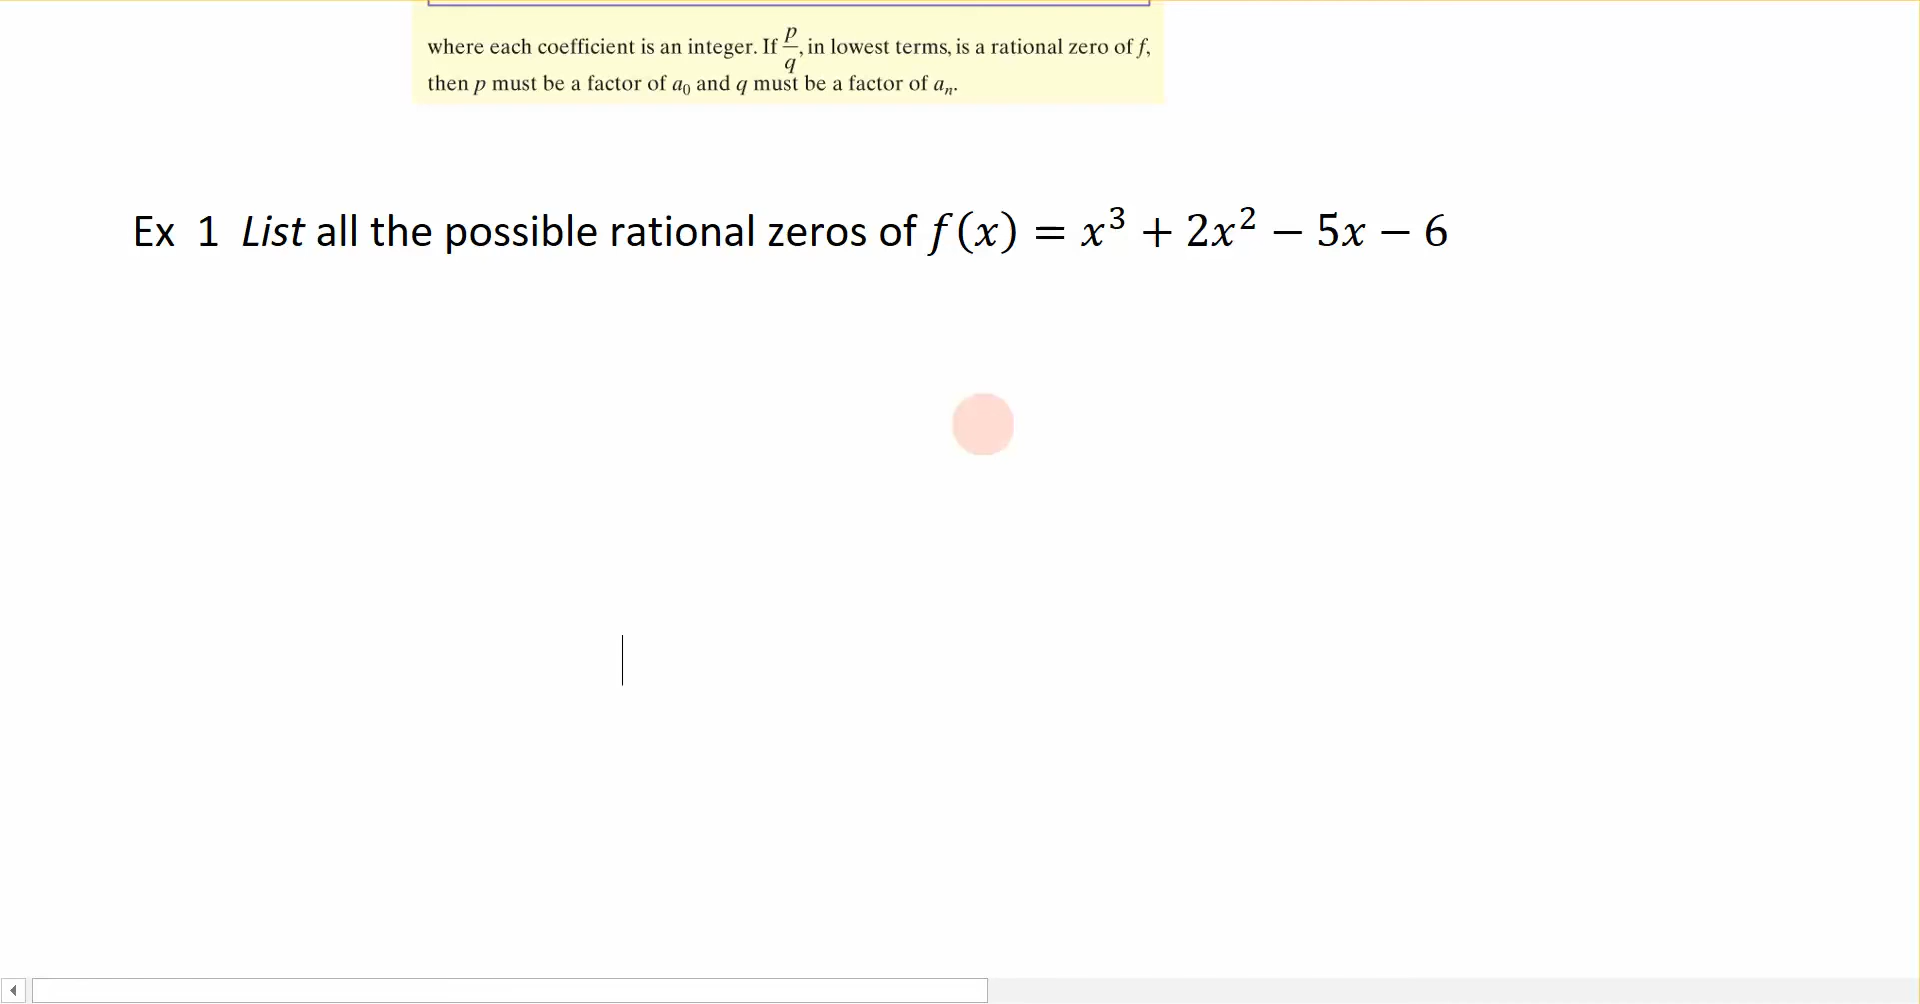 where each coefficient is an integer. If p/q, in lowest terms, is a rational zero of f,
then p must be a factor of a₀ and q must be a factor of aₙ.
Ex 1 List all the possible rational zeros of f(x) = x³ + 2x² − 5x − 6